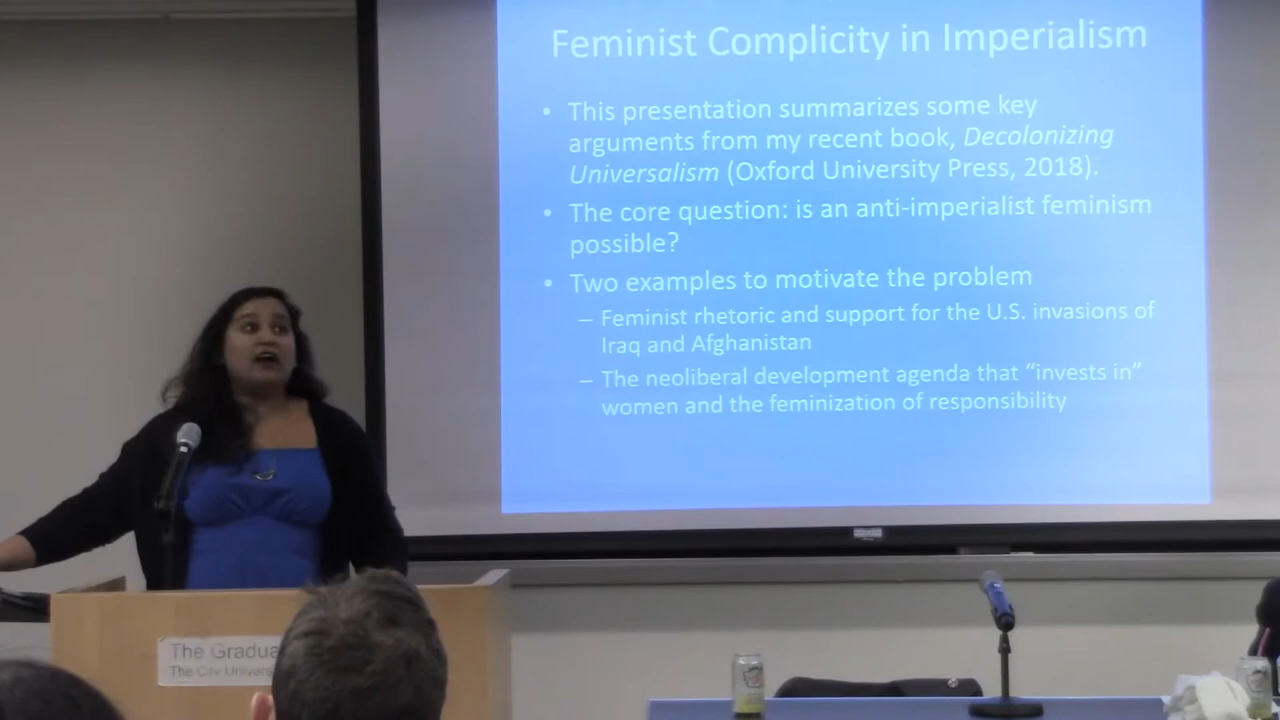 Feminist Complicity in Imperialism
• This presentation summarizes some key
arguments from my recent book, Decolonizing
Universalism (Oxford University Press, 2018).
• The core question: is an anti-imperialist feminism
possible?
• Two examples to motivate the problem
– Feminist rhetoric and support for the U.S. invasions of
Iraq and Afghanistan
– The neoliberal development agenda that “invests in”
women and the feminization of responsibility
The Gradua
The City Univers